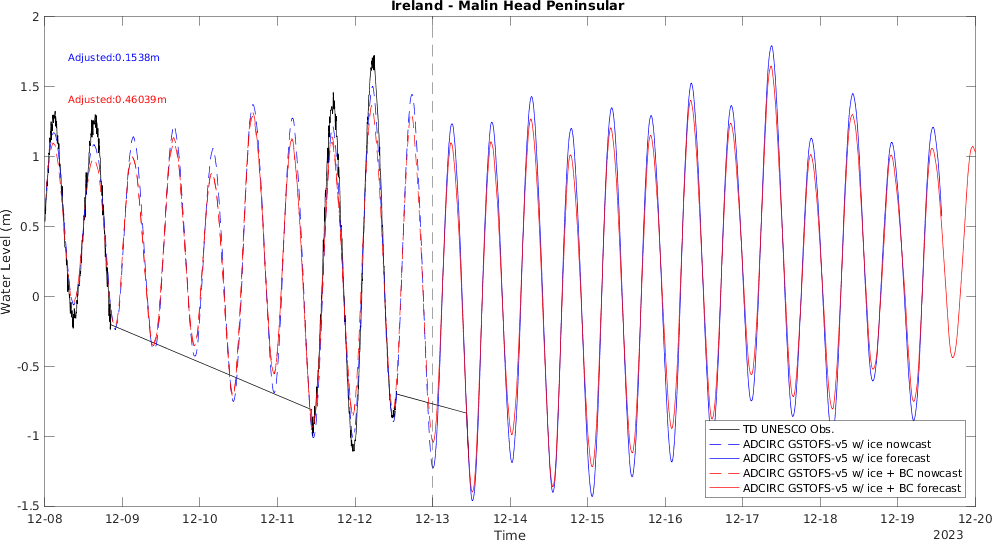 Ireland - Malin Head Peninsular
Adjusted:0.1538m
Adjusted:0.46039m
Water Level (m)
2
1.5
1
0.5
0
-0.5
-1
-1.5
TD UNESCO Obs.
ADCIRC GSTOFS-v5 w/ ice nowcast
ADCIRC GSTOFS-v5 w/ ice forecast
ADCIRC GSTOFS-v5 w/ ice + BC nowcast
ADCIRC GSTOFS-v5 w/ ice + BC forecast
12-08 12-09 12-10 12-11 12-12 12-13 12-14 12-15 12-16 12-17 12-18 12-19 12-20
Time
2023